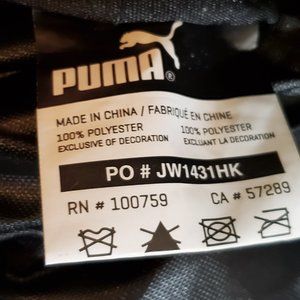 PUMA®
MADE IN CHINA / FABRIQUÉ EN CHINE
100% POLYESTER 100% POLYESTER
EXCLUSIVE OF DECORATION EXCLUANT LA DECORATION
PO # JW1431HK
RN # 100759 CA # 57289